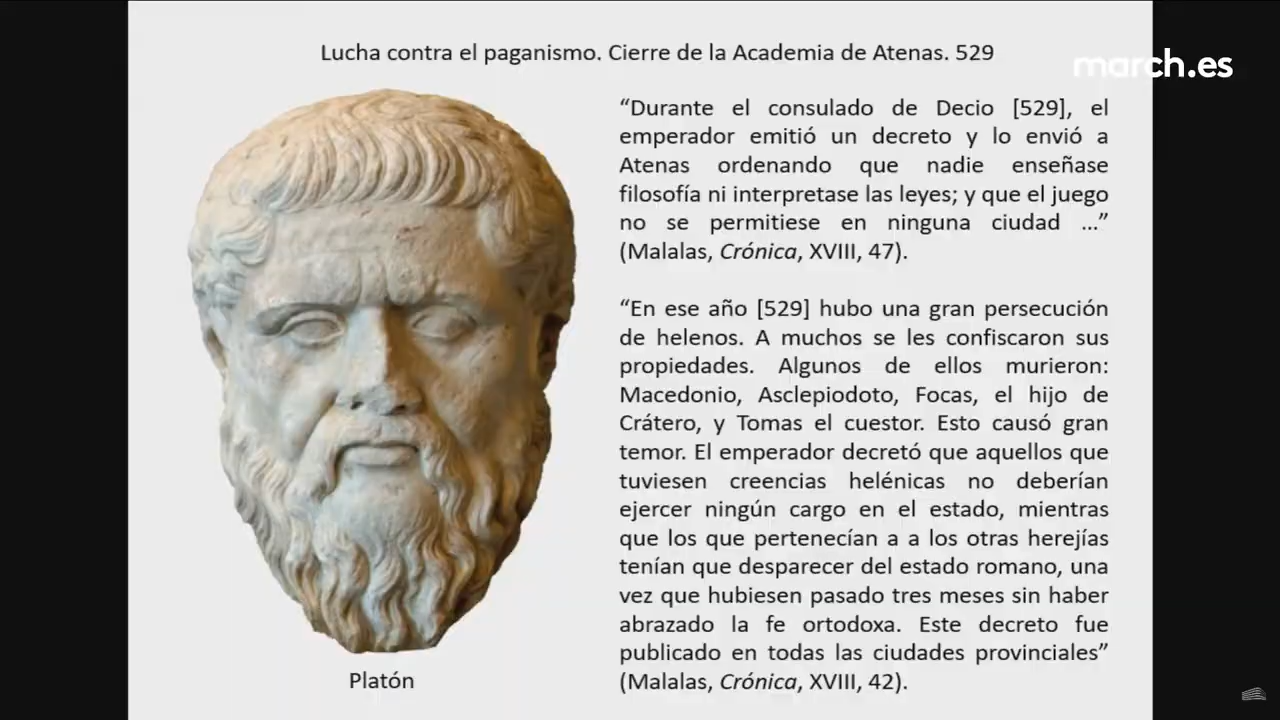 Lucha contra el paganismo. Cierre de la Academia de Atenas. 529
march.es
“Durante el consulado de Decio [529], el
emperador emitió un decreto y lo envió a
Atenas ordenando que nadie enseñase
filosofía ni interpretase las leyes; y que el juego
no se permitiese en ninguna ciudad ...”
(Malalas, Crónica, XVIII, 47).
“En ese año [529] hubo una gran persecución
de helenos. A muchos se les confiscaron sus
propiedades. Algunos de ellos murieron:
Macedonio, Asclepiodoto, Focas, el hijo de
Crátero, y Tomas el cuestor. Esto causó gran
temor. El emperador decretó que aquellos que
tuviesen creencias helénicas no deberían
ejercer ningún cargo en el estado, mientras
que los que pertenecían a a los otras herejías
tenían que desparecer del estado romano, una
vez que hubiesen pasado tres meses sin haber
abrazado la fe ortodoxa. Este decreto fue
publicado en todas las ciudades provinciales”
(Malalas, Crónica, XVIII, 42).
Platón